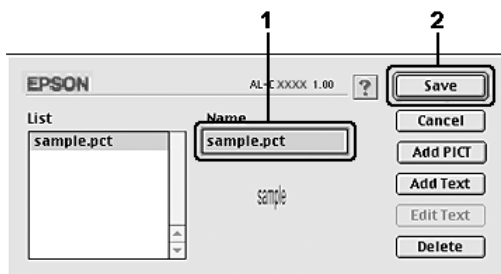 1 2
EPSON AL-C XXXX 1.00 ? Save
List Name Cancel
sample.pct sample.pct Add PICT
sample Add Text
Edit Text
Delete